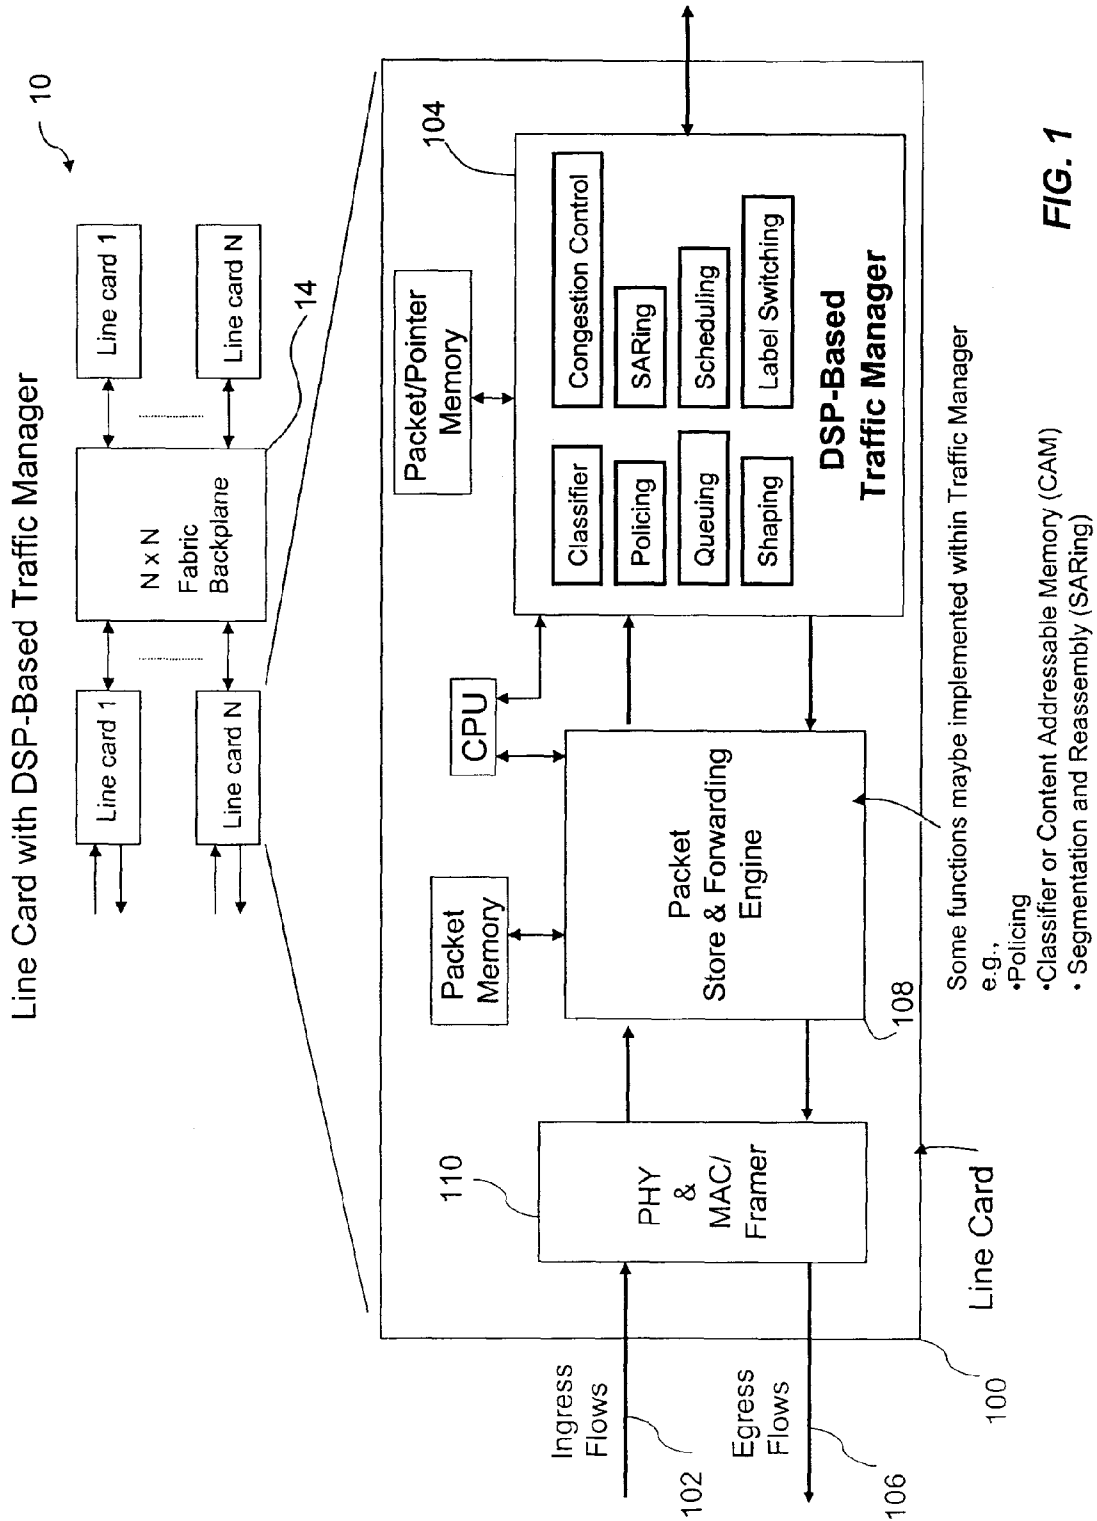 Line Card with DSP-Based Traffic Manager
10
Line card 1
Line card N
N x N
Fabric
Backplane
14
Line card 1
Line card N
104
Packet/Pointer
Memory
CPU
Packet
Memory
110
PHY
&
MAC/
Framer
Packet
Store & Forwarding
Engine
108
Classifier
Congestion Control
Policing
SARing
Queuing
Scheduling
Shaping
Label Switching
DSP-Based
Traffic Manager
Ingress
Flows
102
Egress
Flows
106
100
Line Card
Some functions maybe implemented within Traffic Manager
e.g.,
•Policing
•Classifier or Content Addressable Memory (CAM)
• Segmentation and Reassembly (SARing)
FIG. 1